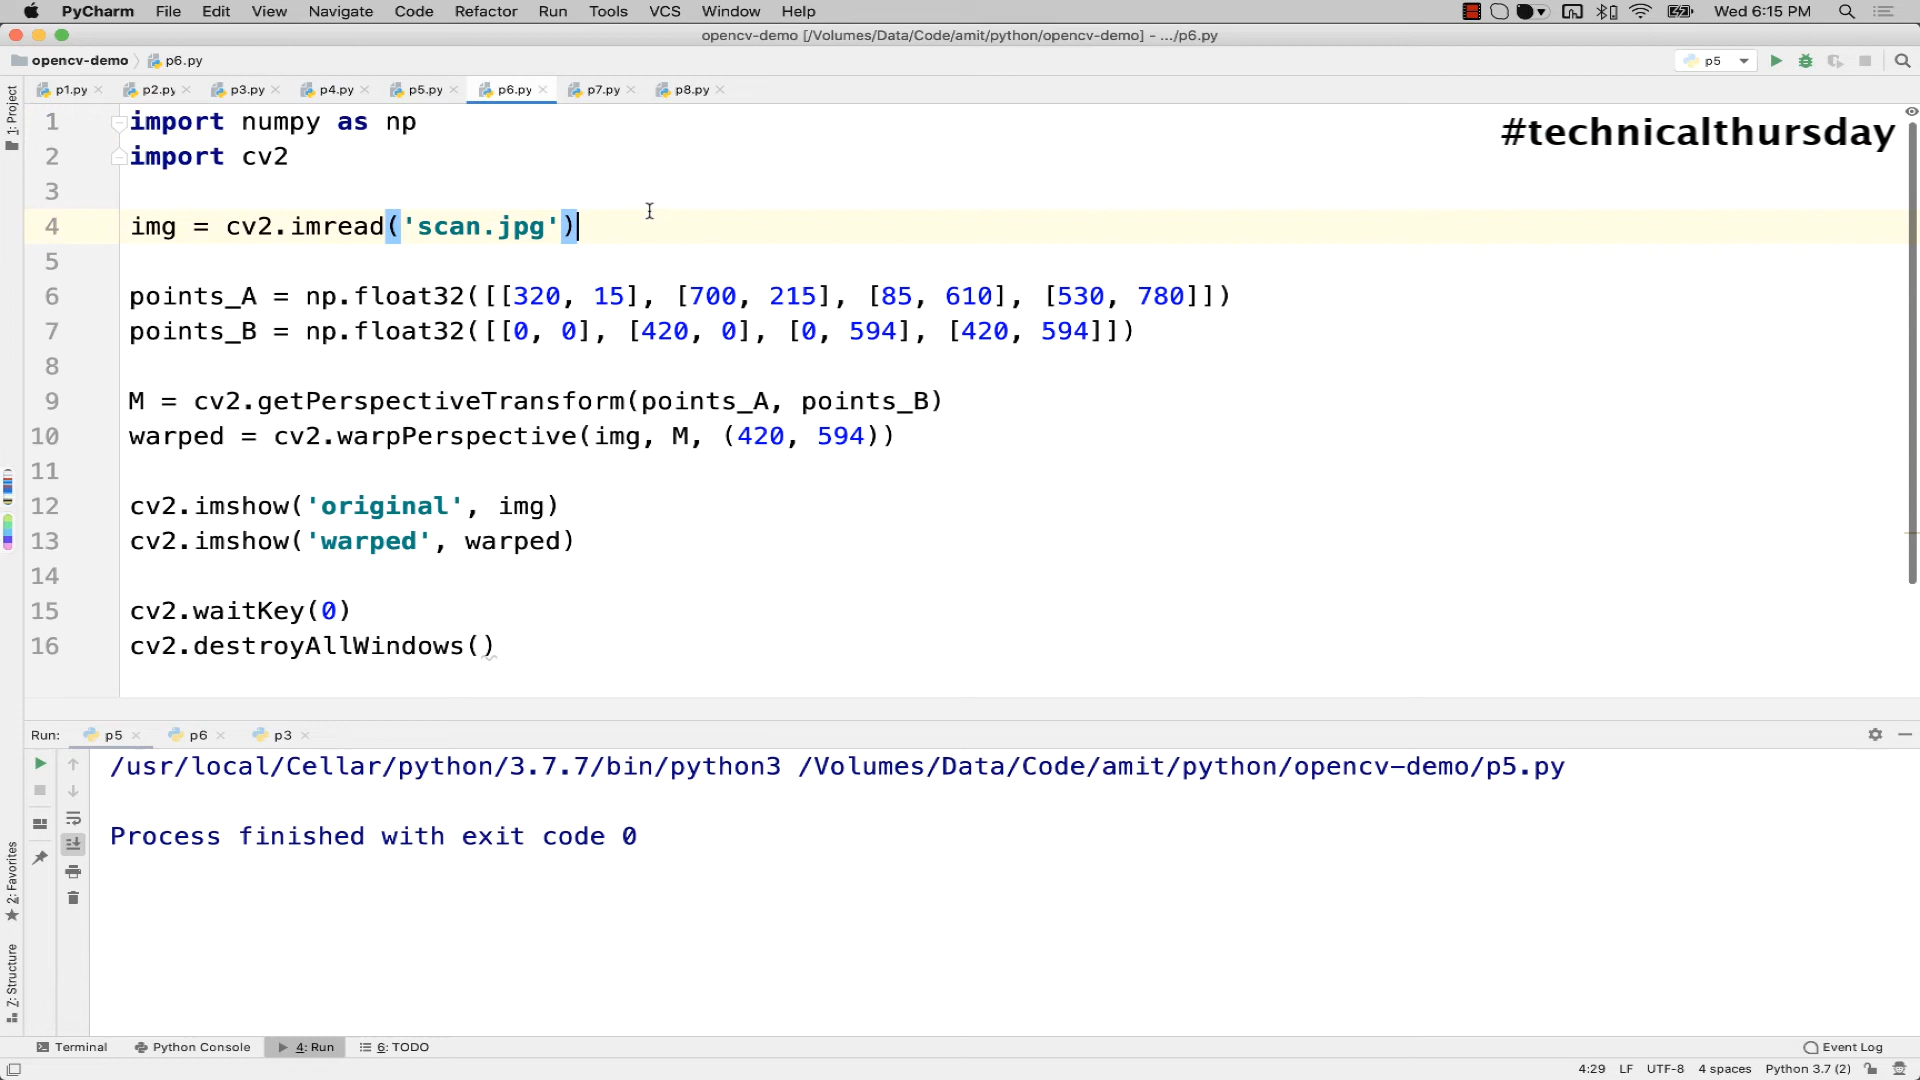 PyCharm File Edit View Navigate Code Refactor Run Tools VCS Window Help Wed 6:15 PM
opencv-demo [/Volumes/Data/Code/amit/python/opencv-demo] - .../p6.py
opencv-demo p6.py p5
p1.py p2.py p3.py p4.py p5.py p6.py p7.py p8.py
1: Project
#technicalthursday
1 import numpy as np
2 import cv2
3
4 img = cv2.imread('scan.jpg')
5
6 points_A = np.float32([[320, 15], [700, 215], [85, 610], [530, 780]])
7 points_B = np.float32([[0, 0], [420, 0], [0, 594], [420, 594]])
8
9 M = cv2.getPerspectiveTransform(points_A, points_B)
10 warped = cv2.warpPerspective(img, M, (420, 594))
11
12 cv2.imshow('original', img)
13 cv2.imshow('warped', warped)
14
15 cv2.waitKey(0)
16 cv2.destroyAllWindows()
Run: p5 p6 p3
/usr/local/Cellar/python/3.7.7/bin/python3 /Volumes/Data/Code/amit/python/opencv-demo/p5.py
Process finished with exit code 0
2: Favorites
Z: Structure
Terminal Python Console 4: Run 6: TODO Event Log
4:29 LF UTF-8 4 spaces Python 3.7 (2)